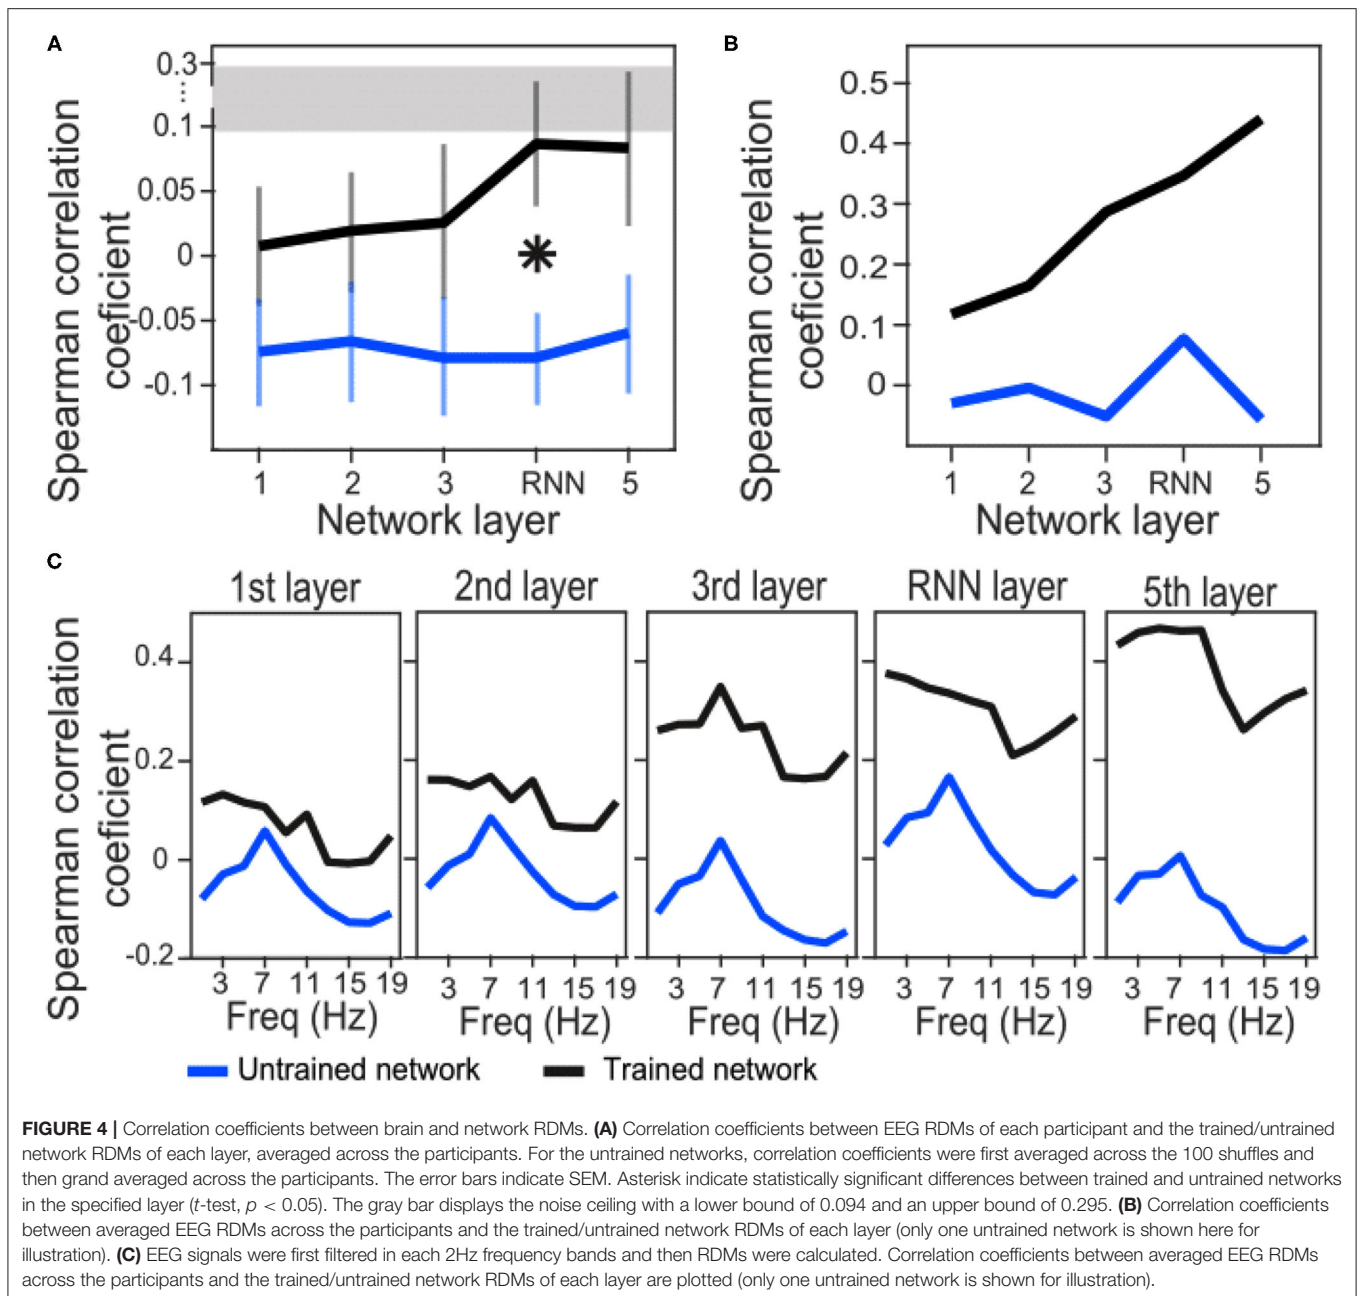 A
B
0.3
0.1
0.05
0
-0.05
-0.1
Spearman correlation
coeficient
1 2 3 RNN 5
Network layer
0.5
0.4
0.3
0.2
0.1
0
Spearman correlation
coeficient
1 2 3 RNN 5
Network layer
C
1st layer 2nd layer 3rd layer RNN layer 5th layer
0.4
0.2
0
-0.2
Spearman correlation
coeficient
3 7 11 15 19 3 7 11 15 19 3 7 11 15 19 3 7 11 15 19 3 7 11 15 19
Freq (Hz) Freq (Hz) Freq (Hz) Freq (Hz) Freq (Hz)
Untrained network Trained network
FIGURE 4 | Correlation coefficients between brain and network RDMs. (A) Correlation coefficients between EEG RDMs of each participant and the trained/untrained
network RDMs of each layer, averaged across the participants. For the untrained networks, correlation coefficients were first averaged across the 100 shuffles and
then grand averaged across the participants. The error bars indicate SEM. Asterisk indicate statistically significant differences between trained and untrained networks
in the specified layer (t-test, p < 0.05). The gray bar displays the noise ceiling with a lower bound of 0.094 and an upper bound of 0.295. (B) Correlation coefficients
between averaged EEG RDMs across the participants and the trained/untrained network RDMs of each layer (only one untrained network is shown here for
illustration). (C) EEG signals were first filtered in each 2Hz frequency bands and then RDMs were calculated. Correlation coefficients between averaged EEG RDMs
across the participants and the trained/untrained network RDMs of each layer are plotted (only one untrained network is shown for illustration).